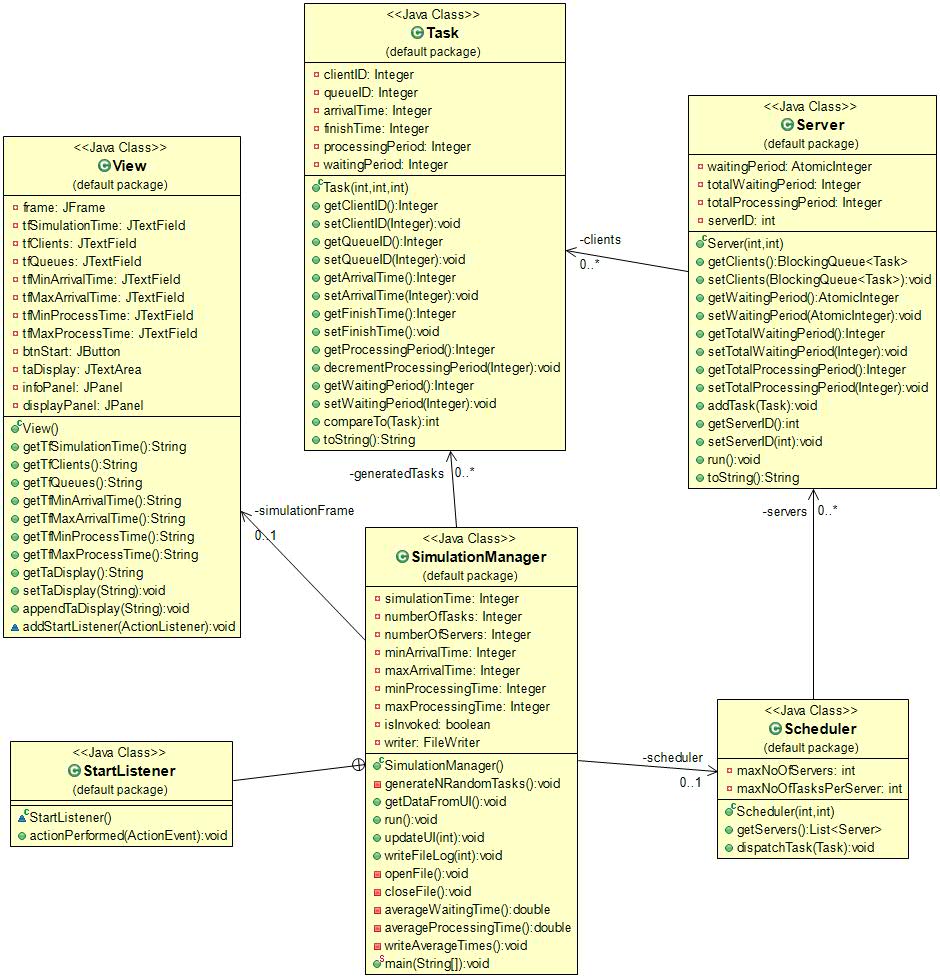 <<Java Class>>
Task
(default package)
clientID: Integer
queueID: Integer
arrivalTime: Integer
finishTime: Integer
processingPeriod: Integer
waitingPeriod: Integer
Task(int,int,int)
getClientID():Integer
setClientID(Integer):void
getQueueID():Integer
setQueueID(Integer):void
getArrivalTime():Integer
setArrivalTime(Integer):void
getFinishTime():Integer
setFinishTime():void
getProcessingPeriod():Integer
decrementProcessingPeriod(Integer):void
getWaitingPeriod():Integer
setWaitingPeriod(Integer):void
compareTo(Task):int
toString():String
<<Java Class>>
Server
(default package)
waitingPeriod: AtomicInteger
totalWaitingPeriod: Integer
totalProcessingPeriod: Integer
serverID: int
Server(int,int)
getClients():BlockingQueue<Task>
setClients(BlockingQueue<Task>):void
getWaitingPeriod():AtomicInteger
setWaitingPeriod(AtomicInteger):void
getTotalWaitingPeriod():Integer
setTotalWaitingPeriod(Integer):void
getTotalProcessingPeriod():Integer
setTotalProcessingPeriod(Integer):void
addTask(Task):void
getServerID():int
setServerID(int):void
run():void
toString():String
<<Java Class>>
View
(default package)
frame: JFrame
tfSimulationTime: JTextField
tfClients: JTextField
tfQueues: JTextField
tfMinArrivalTime: JTextField
tfMaxArrivalTime: JTextField
tfMinProcessTime: JTextField
tfMaxProcessTime: JTextField
btnStart: JButton
taDisplay: JTextArea
infoPanel: JPanel
displayPanel: JPanel
View()
getTfSimulationTime():String
getTfClients():String
getTfQueues():String
getTfMinArrivalTime():String
getTfMaxArrivalTime():String
getTfMinProcessTime():String
getTfMaxProcessTime():String
getTaDisplay():String
setTaDisplay(String):void
appendTaDisplay(String):void
addStartListener(ActionListener):void
-clients
0..*
-generatedTasks
0..*
-simulationFrame
0..1
-servers
0..*
<<Java Class>>
SimulationManager
(default package)
simulationTime: Integer
numberOfTasks: Integer
numberOfServers: Integer
minArrivalTime: Integer
maxArrivalTime: Integer
minProcessingTime: Integer
maxProcessingTime: Integer
isInvoked: boolean
writer: FileWriter
SimulationManager()
generateNRandomTasks():void
getDataFromUI():void
run():void
updateUI(int):void
writeFileLog(int):void
openFile():void
closeFile():void
averageWaitingTime():double
averageProcessingTime():double
writeAverageTimes():void
main(String[]):void
-scheduler
0..1
<<Java Class>>
Scheduler
(default package)
maxNoOfServers: int
maxNoOfTasksPerServer: int
Scheduler(int,int)
getServers():List<Server>
dispatchTask(Task):void
<<Java Class>>
StartListener
(default package)
StartListener()
actionPerformed(ActionEvent):void